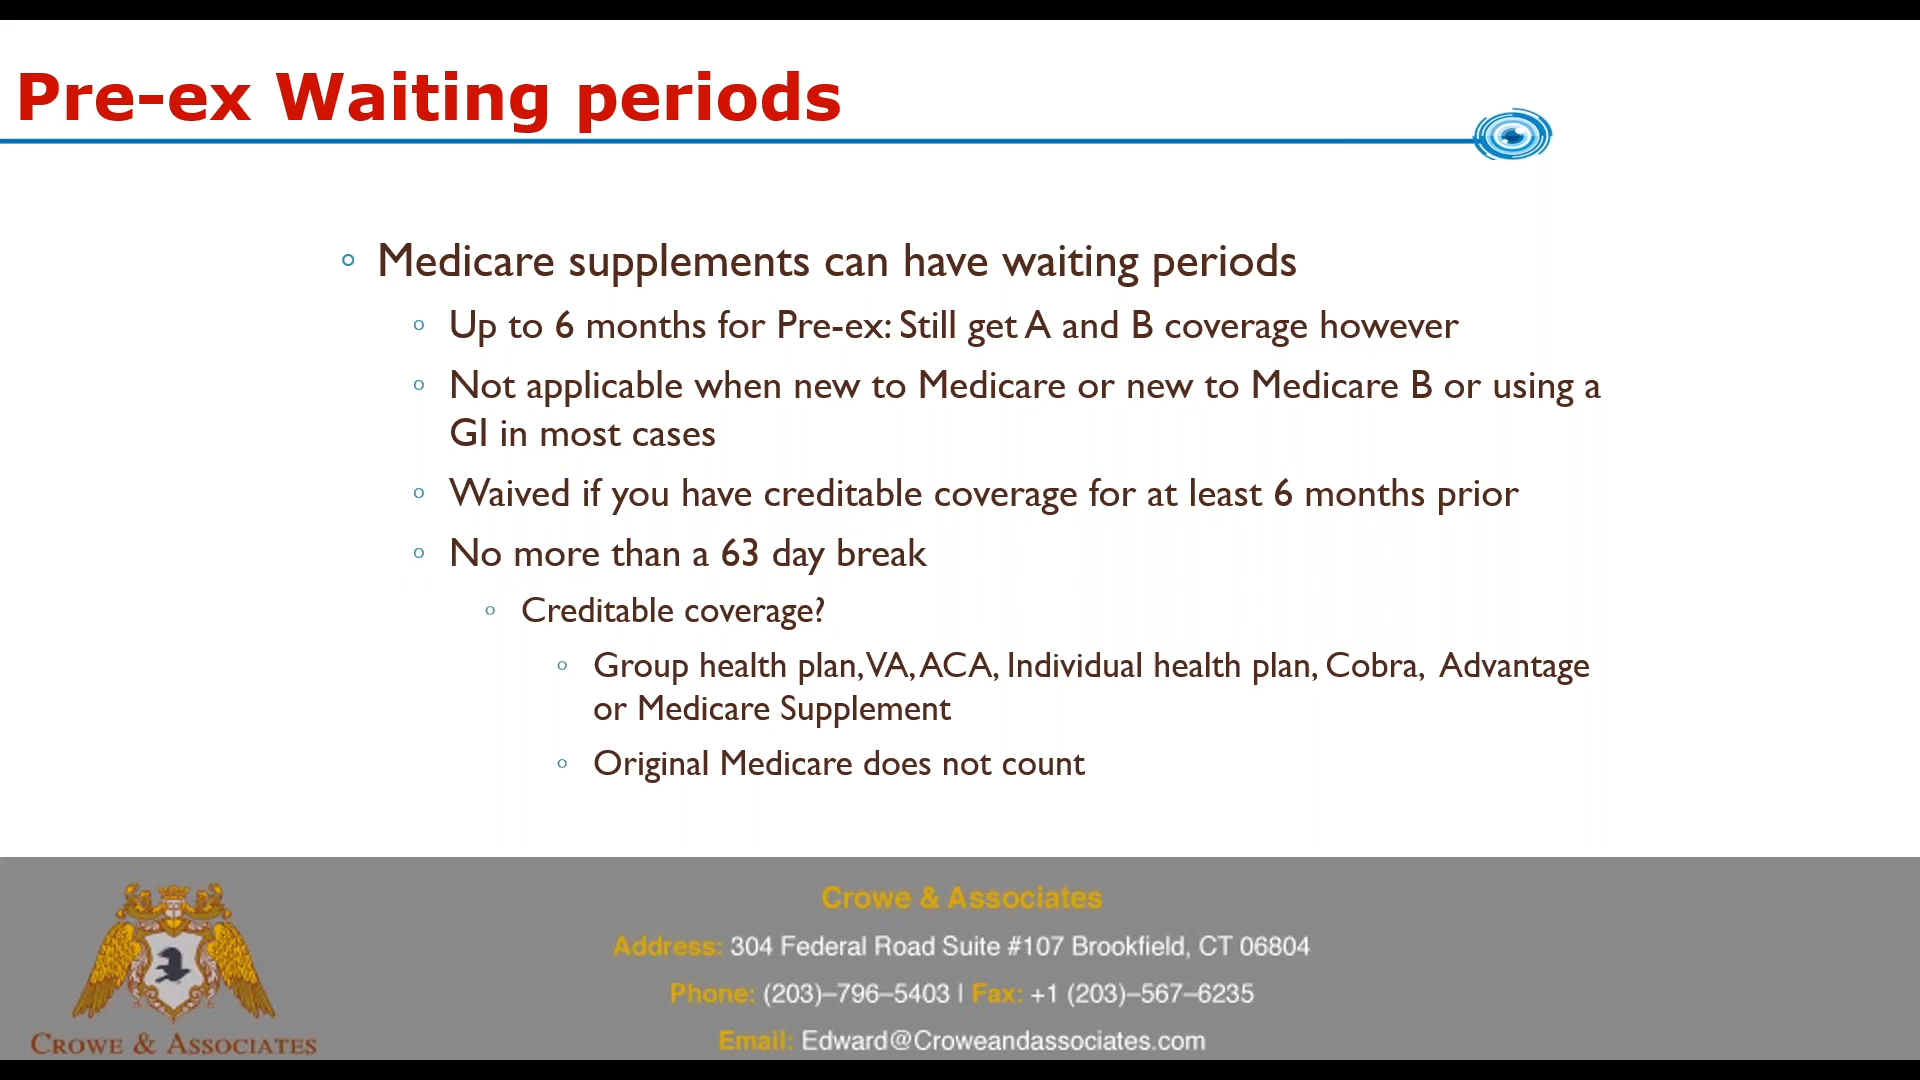 Pre-ex Waiting periods
Medicare supplements can have waiting periods
Up to 6 months for Pre-ex: Still get A and B coverage however
Not applicable when new to Medicare or new to Medicare B or using a
GI in most cases
Waived if you have creditable coverage for at least 6 months prior
No more than a 63 day break
Creditable coverage?
Group health plan, VA, ACA, Individual health plan, Cobra, Advantage
or Medicare Supplement
Original Medicare does not count
Crowe & Associates
Address: 304 Federal Road Suite #107 Brookfield, CT 06804
Phone: (203)–796–5403 | Fax: +1 (203)–567–6235
Email: Edward@Croweandassociates.com
CROWE & ASSOCIATES